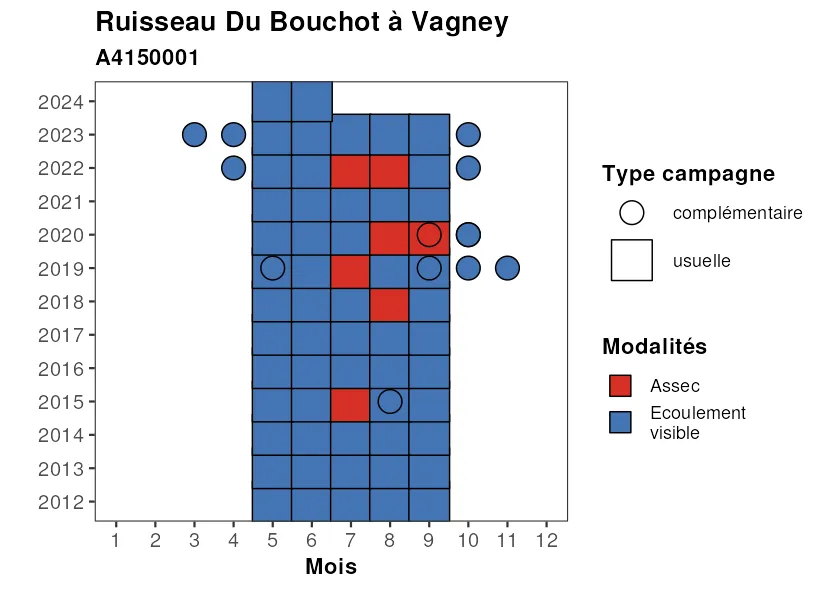 Ruisseau Du Bouchot à Vagney
A4150001
2024
2023
2022
2021
2020
2019
2018
2017
2016
2015
2014
2013
2012
1 2 3 4 5 6 7 8 9 10 11 12
Mois
Type campagne
complémentaire
usuelle
Modalités
Assec
Ecoulement
visible